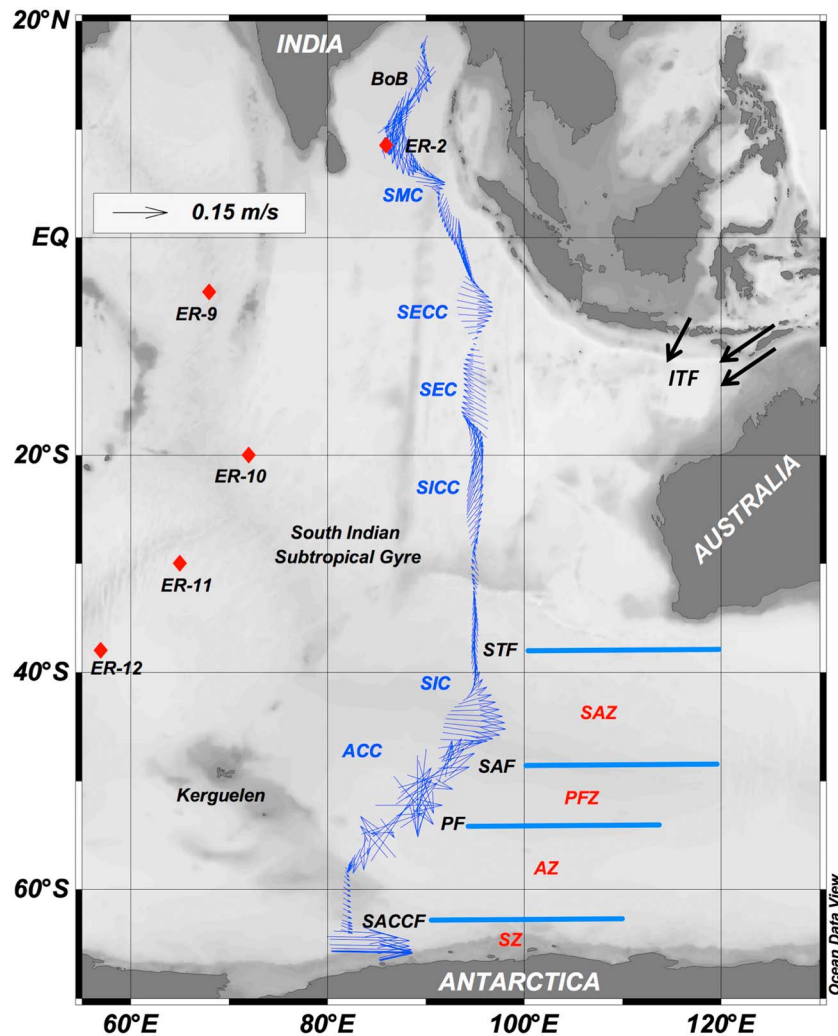 20°N
INDIA
BoB
ER-2
SMC
0.15 m/s
EQ
ER-9
SECC
ITF
SEC
20°S
ER-10
SICC
AUSTRALIA
South Indian
Subtropical Gyre
ER-11
STF
ER-12
40°S
SIC
SAZ
ACC
SAF
Kerguelen
PFZ
PF
AZ
60°S
SACCF
SZ
ANTARCTICA
Ocean Data View
60°E
80°E
100°E
120°E